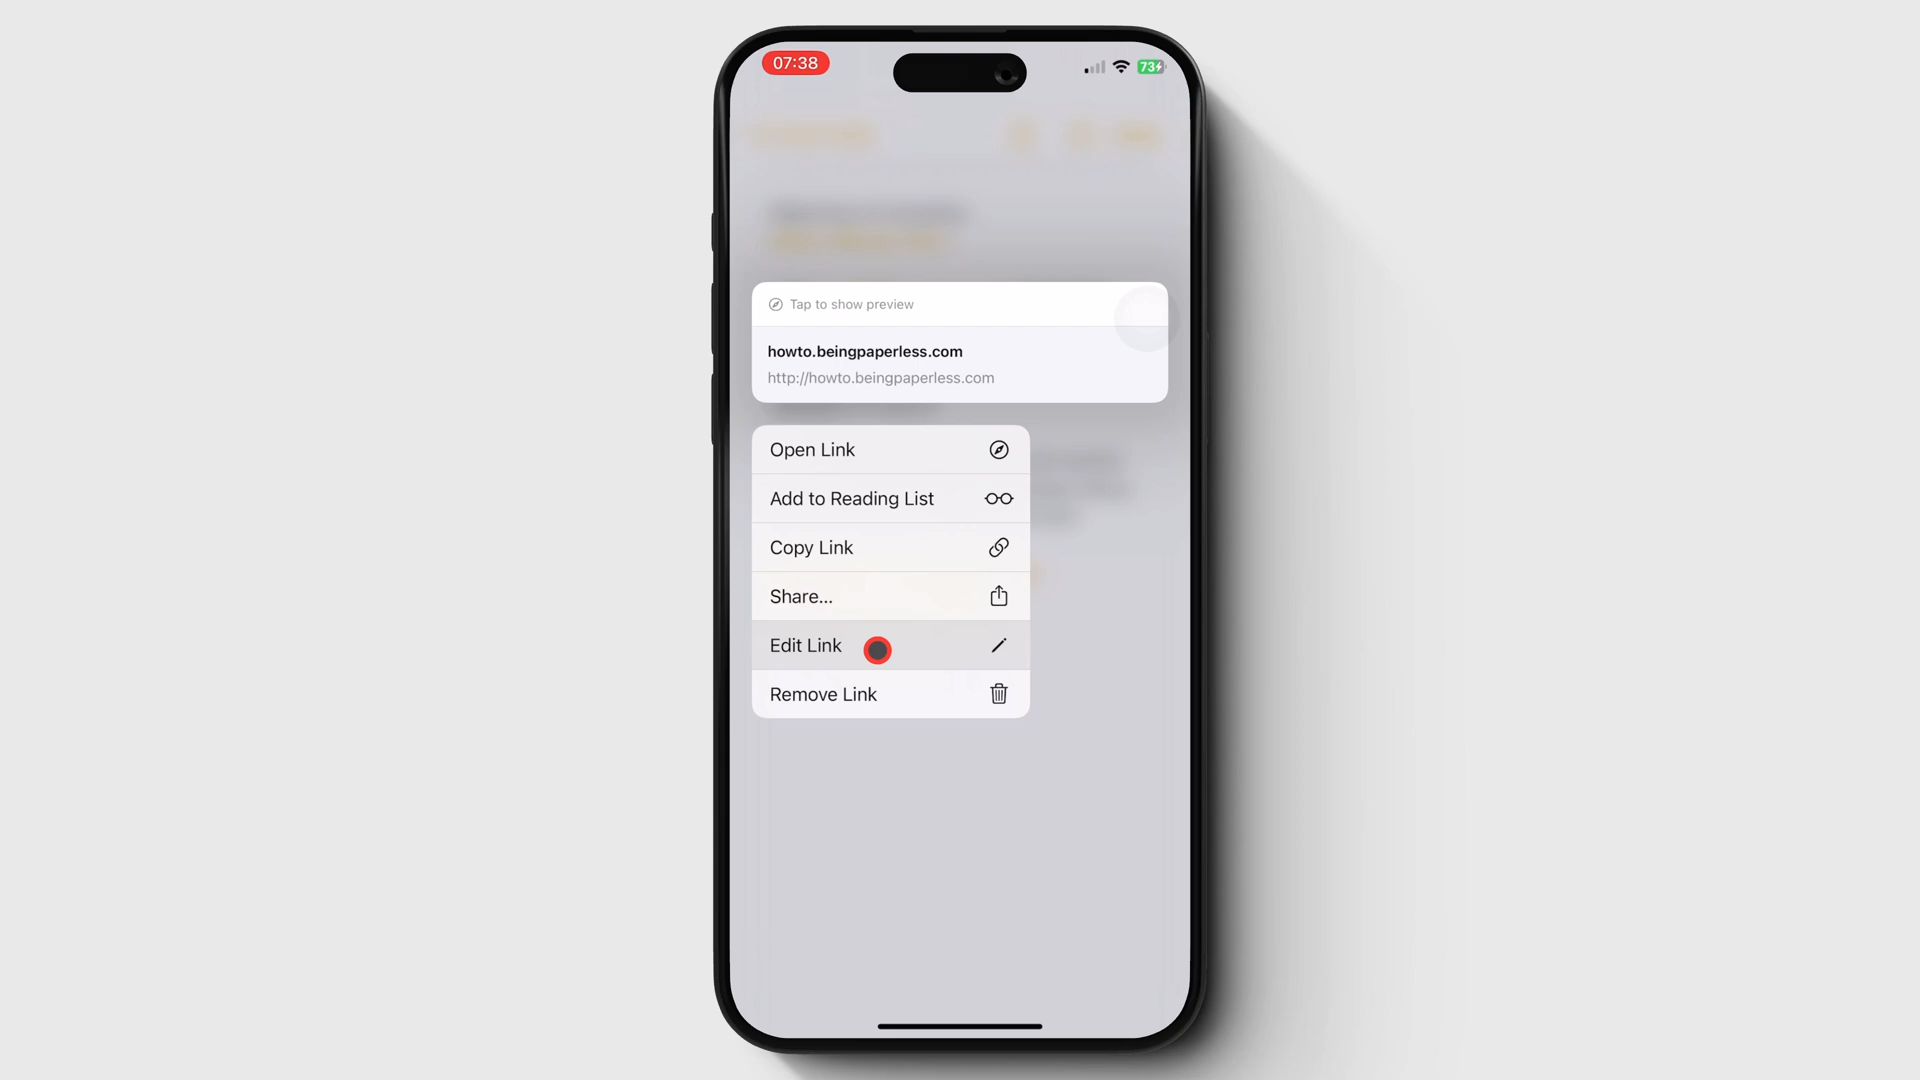 07:38
73
Tap to show preview
howto.beingpaperless.com
http://howto.beingpaperless.com
Open Link
Add to Reading List
Copy Link
Share...
Edit Link
Remove Link